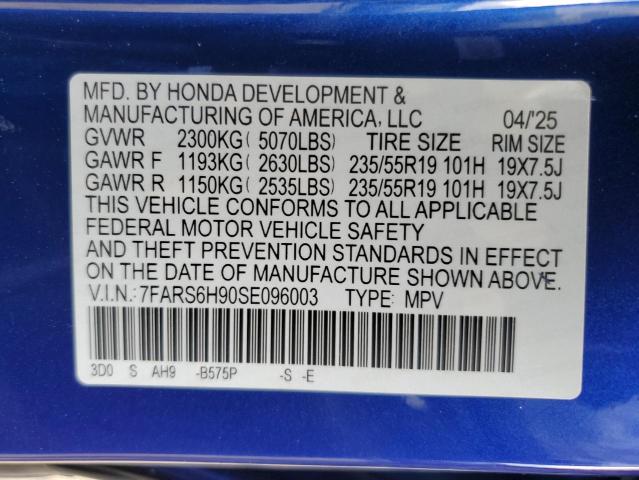 MFD. BY HONDA DEVELOPMENT &
MANUFACTURING OF AMERICA, LLC 04/'25
GVWR 2300KG( 5070LBS) TIRE SIZE RIM SIZE
GAWR F 1193KG( 2630LBS) 235/55R19 101H 19X7.5J
GAWR R 1150KG( 2535LBS) 235/55R19 101H 19X7.5J
THIS VEHICLE CONFORMS TO ALL APPLICABLE
FEDERAL MOTOR VEHICLE SAFETY
AND THEFT PREVENTION STANDARDS IN EFFECT
ON THE DATE OF MANUFACTURE SHOWN ABOVE.
V.I.N.:7FARS6H90SE096003 TYPE: MPV
3D0 S AH9 -B575P -S -E